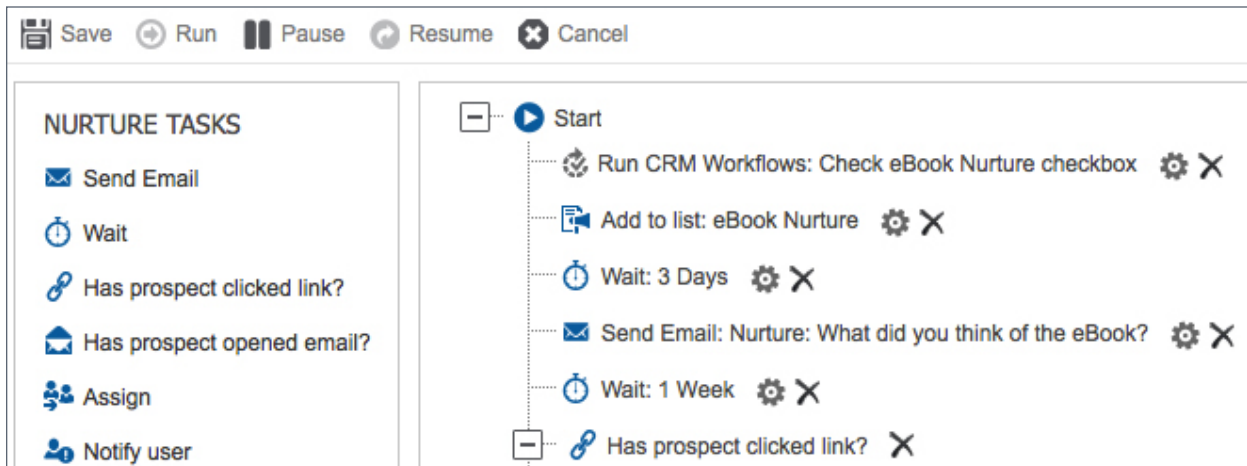 Save Run Pause Resume Cancel
NURTURE TASKS
Send Email
Wait
Has prospect clicked link?
Has prospect opened email?
Assign
Notify user
Start
Run CRM Workflows: Check eBook Nurture checkbox
Add to list: eBook Nurture
Wait: 3 Days
Send Email: Nurture: What did you think of the eBook?
Wait: 1 Week
Has prospect clicked link?